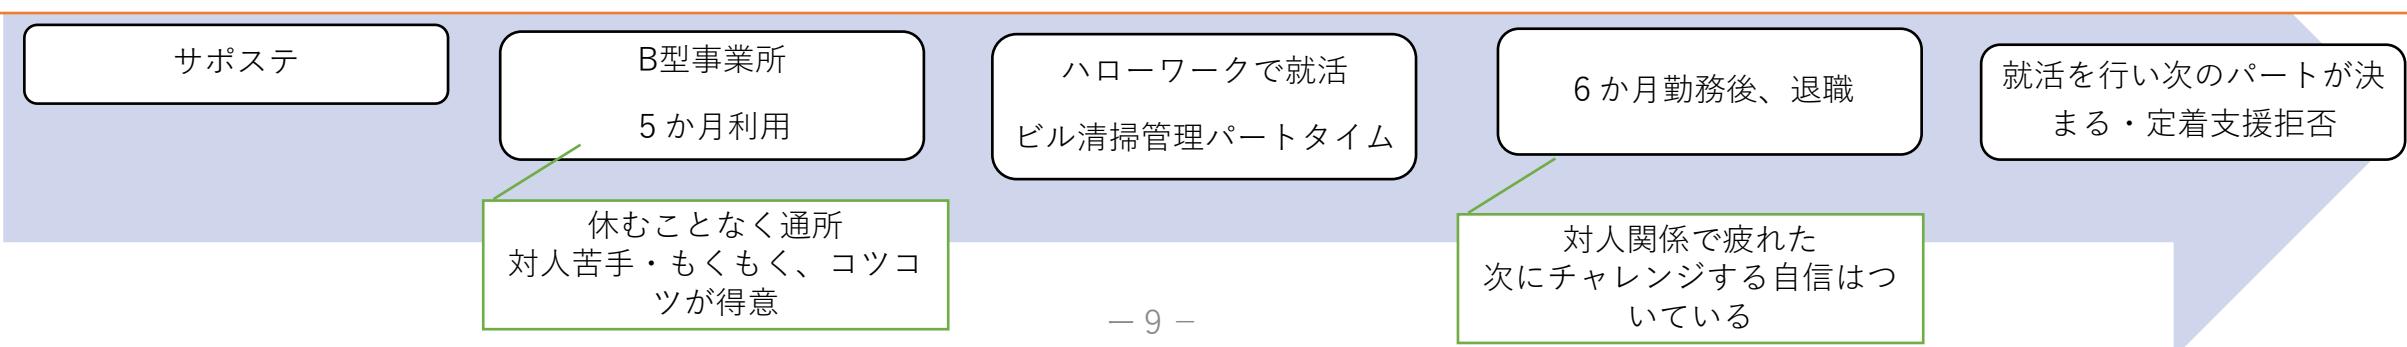 サポステ
B型事業所
5か月利用
ハローワークで就活
ビル清掃管理パートタイム
6か月勤務後、退職
就活を行い次のパートが決
まる・定着支援拒否
休むことなく通所
対人苦手・もくもく、コツコ
ツが得意
対人関係で疲れた
次にチャレンジする自信はつ
いている
－9－